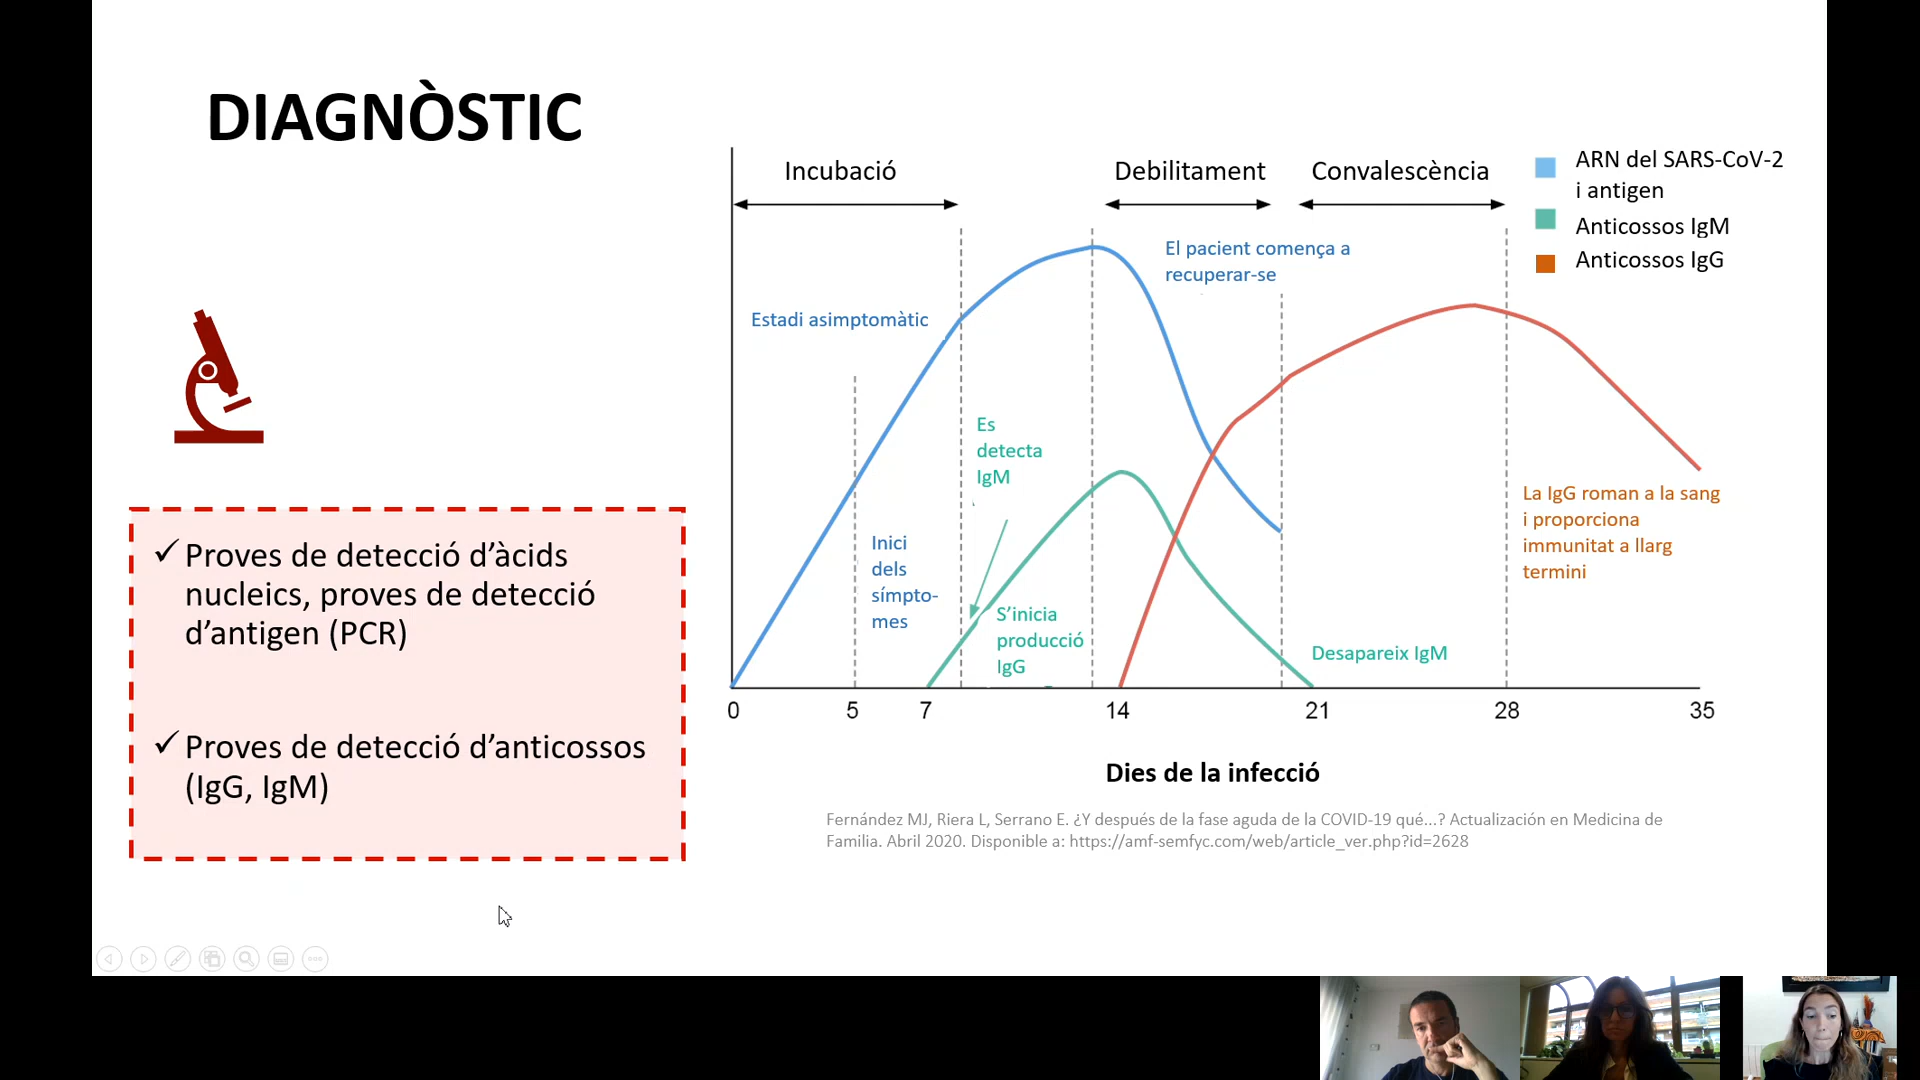 DIAGNÒSTIC
✓ Proves de detecció d’àcids
nucleics, proves de detecció
d’antigen (PCR)
✓ Proves de detecció d’anticossos
(IgG, IgM)
Incubació
Debilitament
Convalescència
ARN del SARS-CoV-2
i antigen
Anticossos IgM
Anticossos IgG
El pacient comença a
recuperar-se
Estadi asimptomàtic
Es
detecta
IgM
Inici
dels
símpto-
mes
S’inicia
producció
IgG
La IgG roman a la sang
i proporciona
immunitat a llarg
termini
Desapareix IgM
0 5 7 14 21 28 35
Dies de la infecció
Fernández MJ, Riera L, Serrano E. ¿Y después de la fase aguda de la COVID-19 qué...? Actualización en Medicina de
Familia. Abril 2020. Disponible a: https://amf-semfyc.com/web/article_ver.php?id=2628